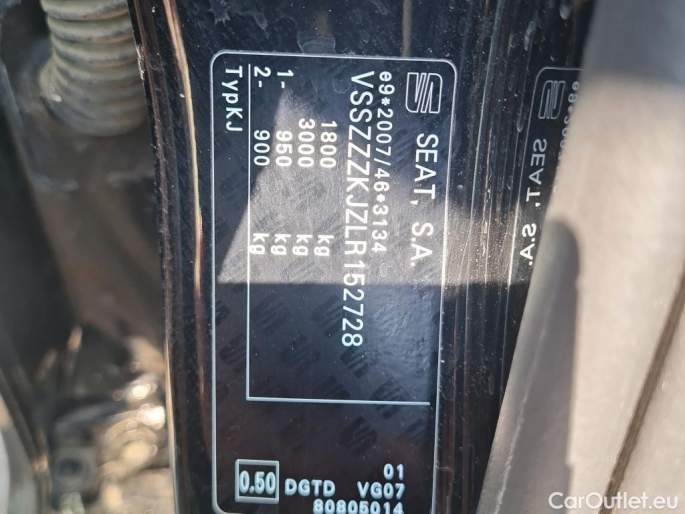 SEAT, S.A.
e9*2007/46*3134
VSSZZZKJZLR152728
1800 kg
3000 kg
1- 950 kg
2- 900 kg
TypKJ
0,50 DGTD 01
VG07
80805014
SEAT, S.A.
CarOutlet.eu